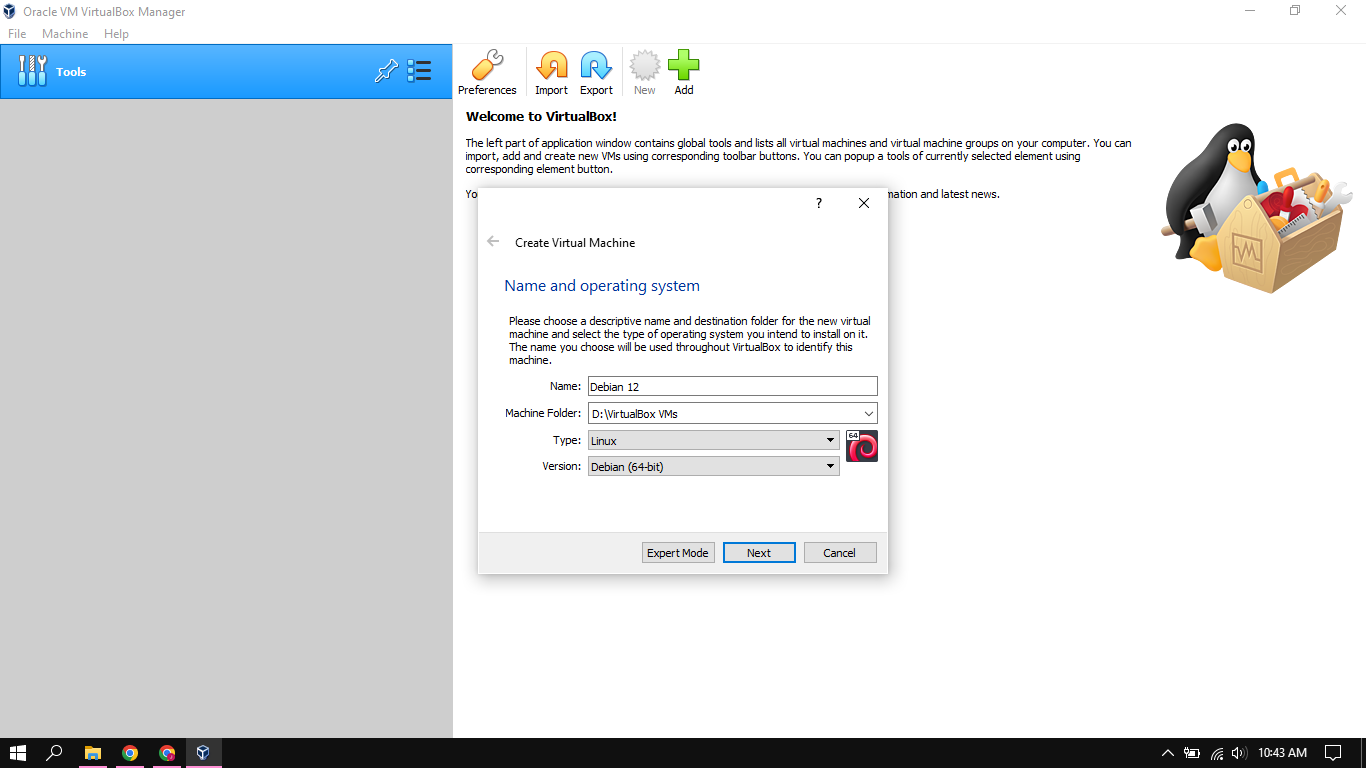 Oracle VM VirtualBox Manager
File Machine Help
Tools
Preferences Import Export New Add
Welcome to VirtualBox!
The left part of application window contains global tools and lists all virtual machines and virtual machine groups on your computer. You can
import, add and create new VMs using corresponding toolbar buttons. You can popup a tools of currently selected element using
corresponding element button.
and latest news.
?
Create Virtual Machine
Name and operating system
Please choose a descriptive name and destination folder for the new virtual
machine and select the type of operating system you intend to install on it.
The name you choose will be used throughout VirtualBox to identify this
machine.
Name: Debian 12
Machine Folder: D:\VirtualBox VMs
Type: Linux
64
Version: Debian (64-bit)
Expert Mode Next Cancel
10:43 AM